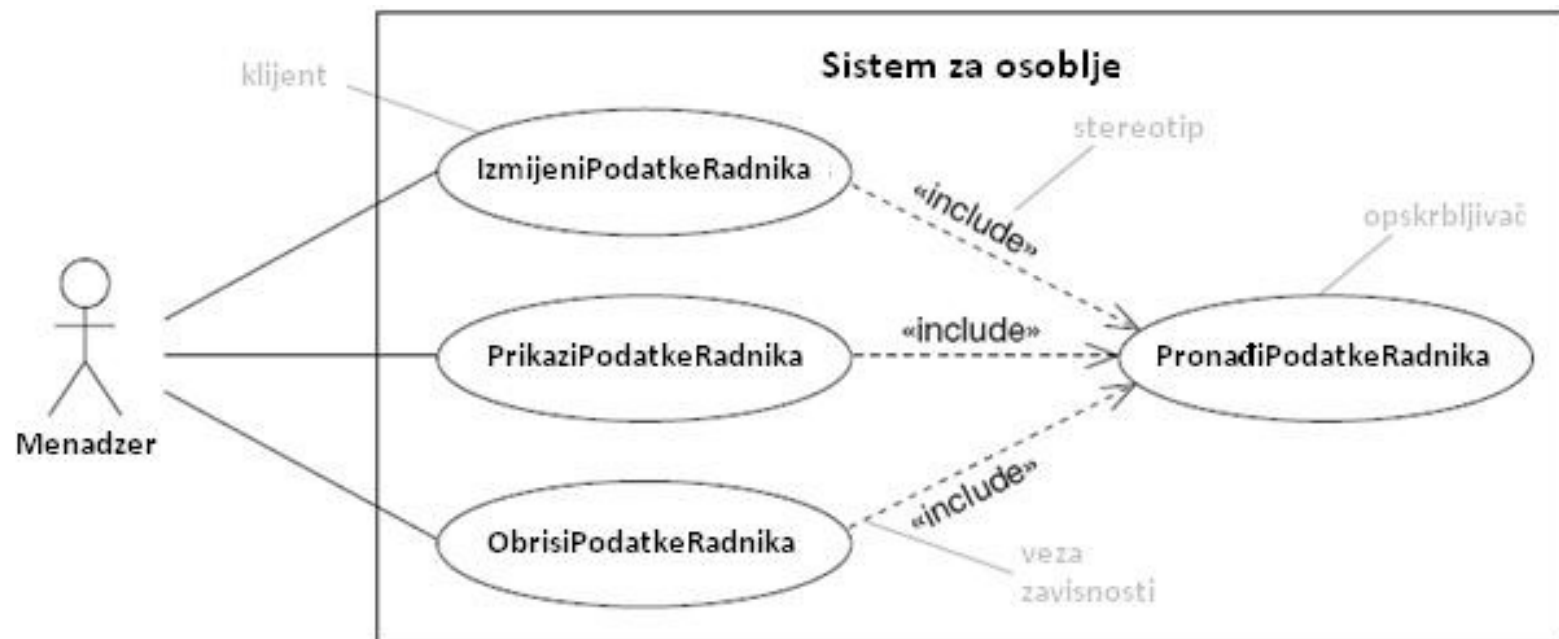 Sistem za osoblje
klijent
stereotip
IzmijeniPodatkeRadnika
«include»
opskrbljivač
«include»
PrikaziPodatkeRadnika
PronađiPodatkeRadnika
Menadzer
«include»
ObrisiPodatkeRadnika
veza
zavisnosti